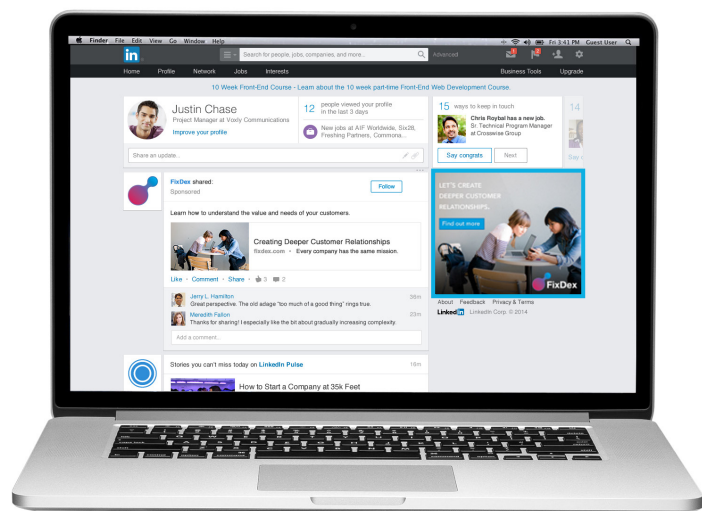 Finder File Edit View Go Window Help
Fri 3:41 PM Guest User
in
Search for people, jobs, companies, and more...
Advanced
Home Profile Network Jobs Interests
Business Tools Upgrade
10 Week Front-End Course - Learn about the 10 week part-time Front-End Web Development Course.
Justin Chase
Project Manager at Voxly Communications
Improve your profile
12 people viewed your profile
in the last 3 days
New jobs at AIF Worldwide, Six28,
Freshing Partners, Commona...
Share an update...
15 ways to keep in touch
Chris Roybal has a new job.
Sr. Technical Program Manager
at Crosswise Group
Say congrats Next
14
Say
FixDex shared:
Sponsored
Follow
Learn how to understand the value and needs of your customers.
Creating Deeper Customer Relationships
fixdex.com • Every company has the same mission.
Like • Comment • Share • 3 2
Jerry L. Hamilton
Great perspective. The old adage "too much of a good thing" rings true.
36m
Meredith Fallon
Thanks for sharing! I especially like the bit about gradually increasing complexity.
23m
Add a comment...
LET'S CREATE
DEEPER CUSTOMER
RELATIONSHIPS.
Find out more
FixDex
About Feedback Privacy & Terms
Linked in LinkedIn Corp. © 2014
Stories you can't miss today on LinkedIn Pulse
16m
How to Start a Company at 35k Feet